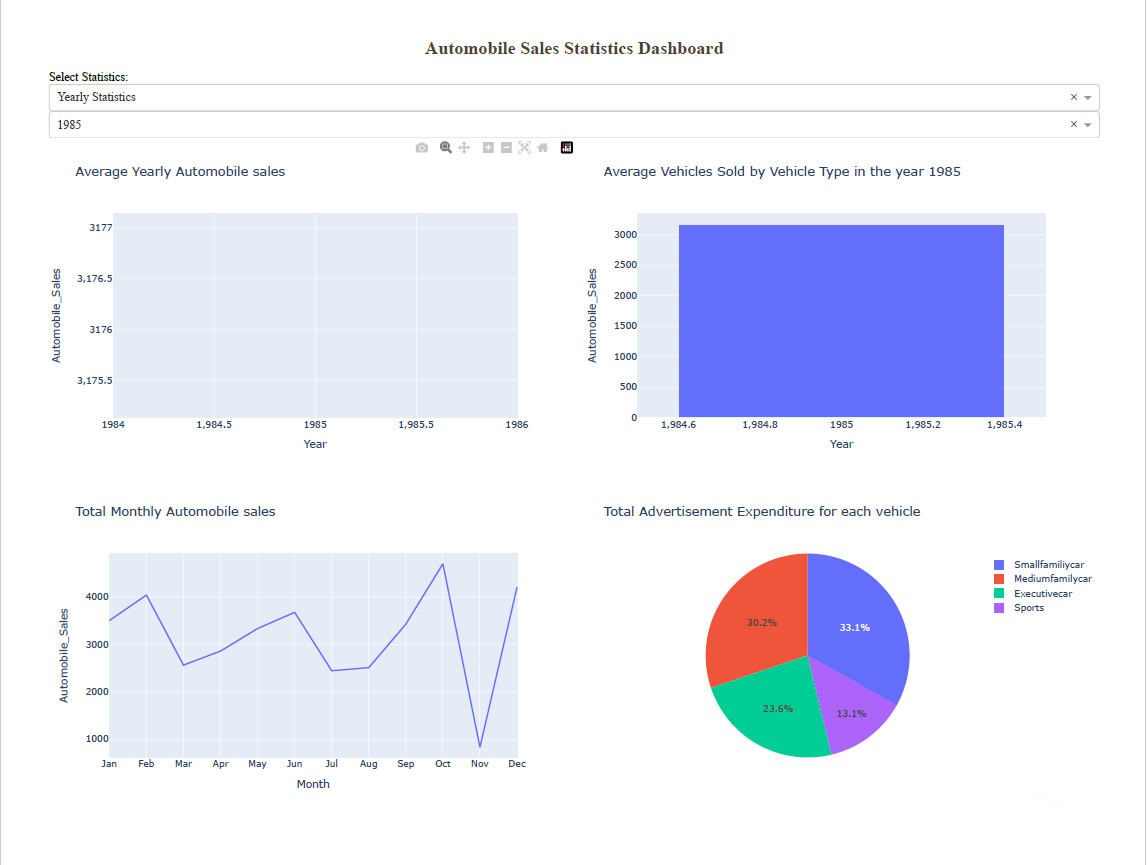 Automobile Sales Statistics Dashboard
Select Statistics:
Yearly Statistics
×
1985
×
Average Yearly Automobile sales
3177
3,176.5
3176
3,175.5
Automobile_Sales
1984 1,984.5 1985 1,985.5 1986
Year
Average Vehicles Sold by Vehicle Type in the year 1985
3000
2500
2000
1500
1000
500
0
Automobile_Sales
1,984.6 1,984.8 1985 1,985.2 1,985.4
Year
Total Monthly Automobile sales
4000
3000
2000
1000
Automobile_Sales
Jan Feb Mar Apr May Jun Jul Aug Sep Oct Nov Dec
Month
Total Advertisement Expenditure for each vehicle
33.1%
30.2%
23.6%
13.1%
Smallfamiliycar
Mediumfamilycar
Executivecar
Sports